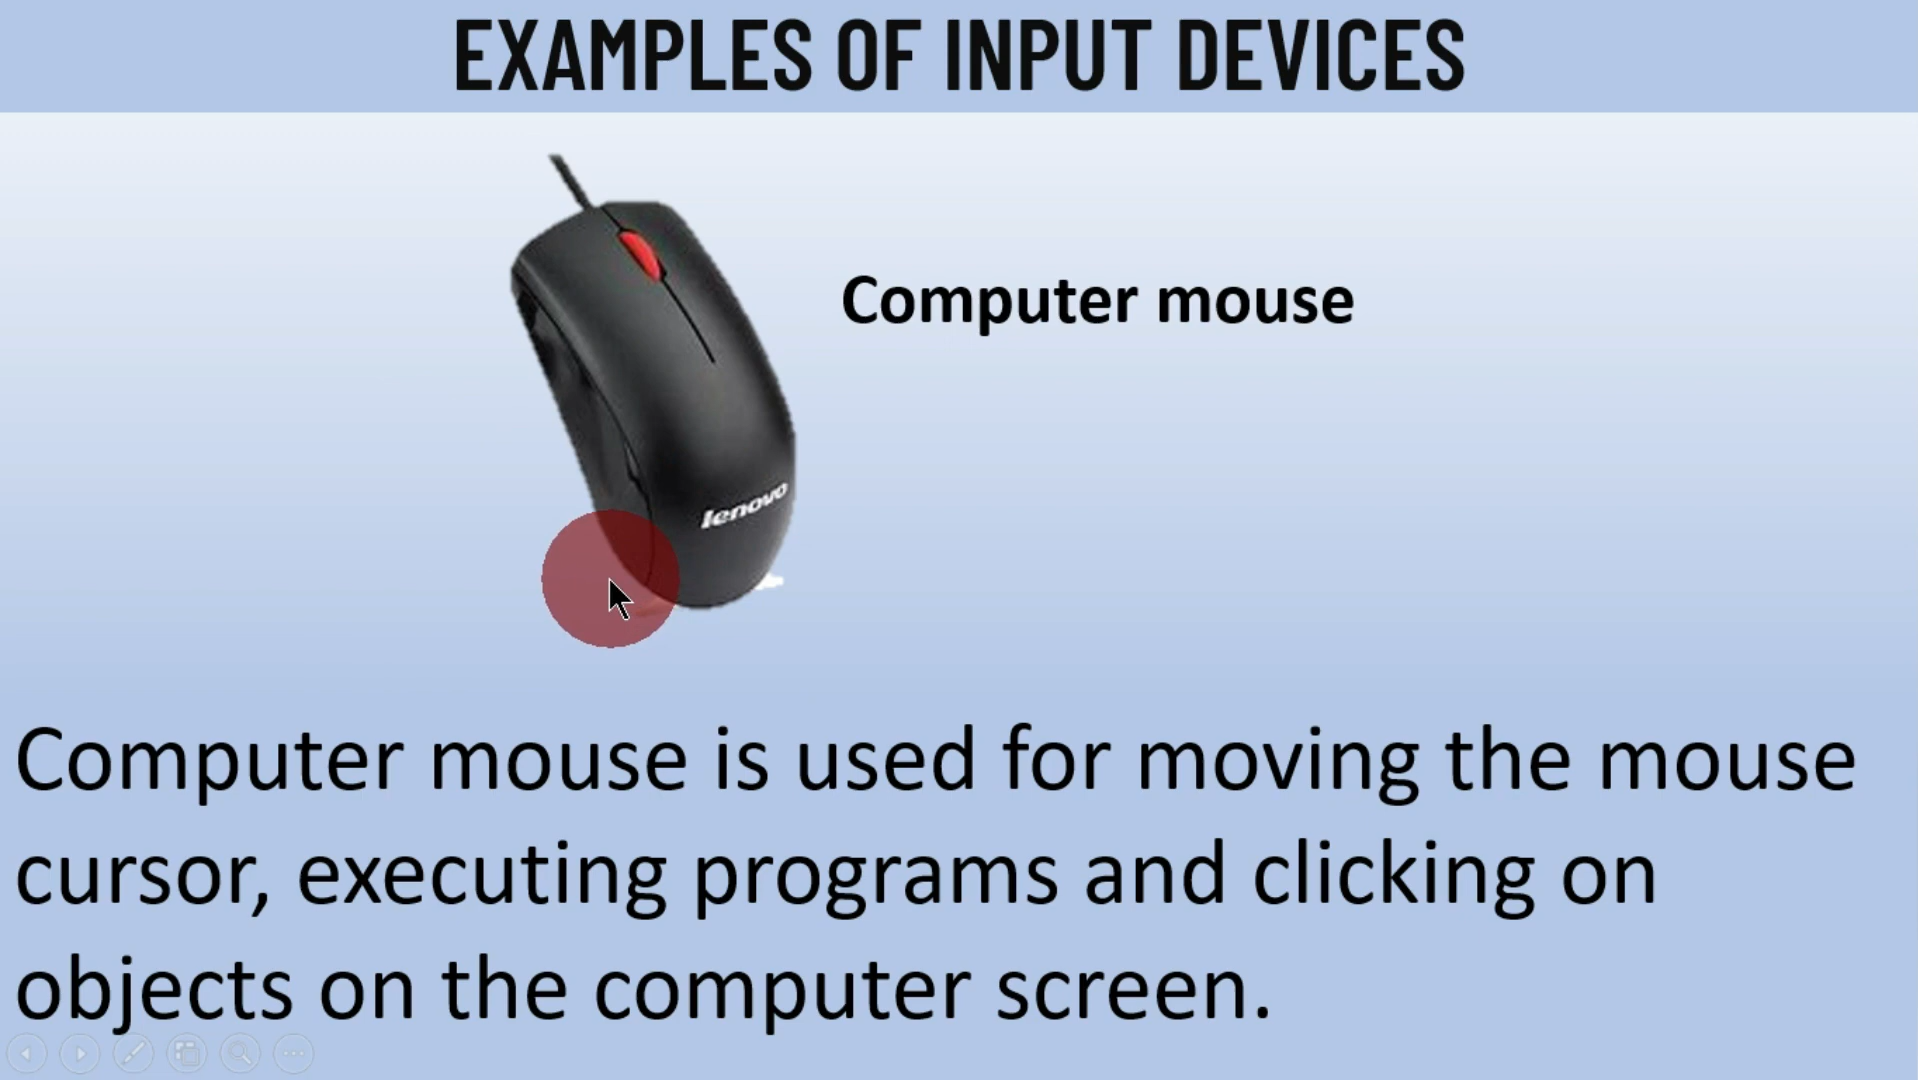 EXAMPLES OF INPUT DEVICES
Computer mouse
lenovo
Computer mouse is used for moving the mouse
cursor, executing programs and clicking on
objects on the computer screen.